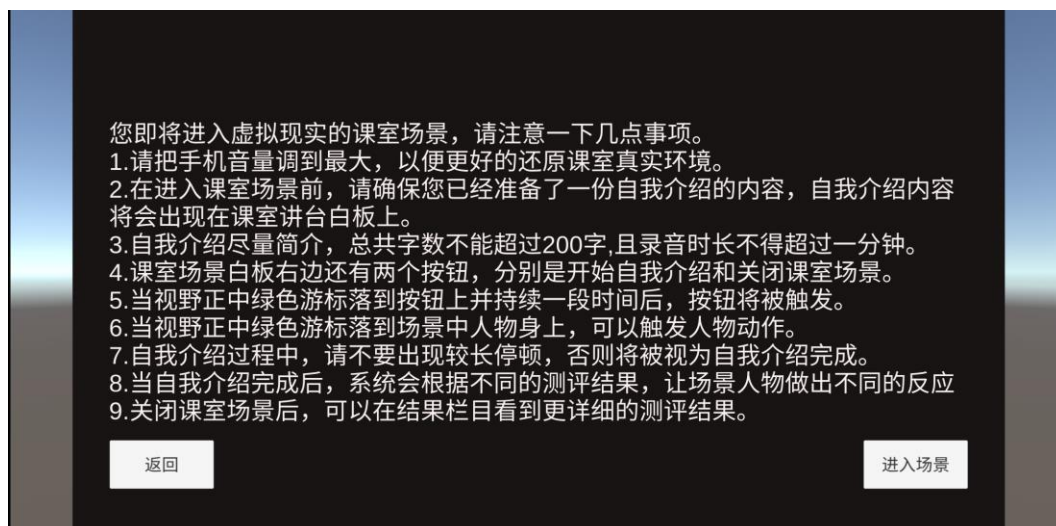 您即将进入虚拟现实的课室场景，请注意一下几点事项。
1.请把手机音量调到最大，以便更好的还原课室真实环境。
2.在进入课室场景前，请确保您已经准备了一份自我介绍的内容，自我介绍内容
将会出现在课室讲台白板上。
3.自我介绍尽量简介，总共字数不能超过200字,且录音时长不得超过一分钟。
4.课室场景白板右边还有两个按钮，分别是开始自我介绍和关闭课室场景。
5.当视野正中绿色游标落到按钮上并持续一段时间后，按钮将被触发。
6.当视野正中绿色游标落到场景中人物身上，可以触发人物动作。
7.自我介绍过程中，请不要出现较长停顿，否则将被视为自我介绍完成。
8.当自我介绍完成后，系统会根据不同的测评结果，让场景人物做出不同的反应
9.关闭课室场景后，可以在结果栏目看到更详细的测评结果。
返回
进入场景